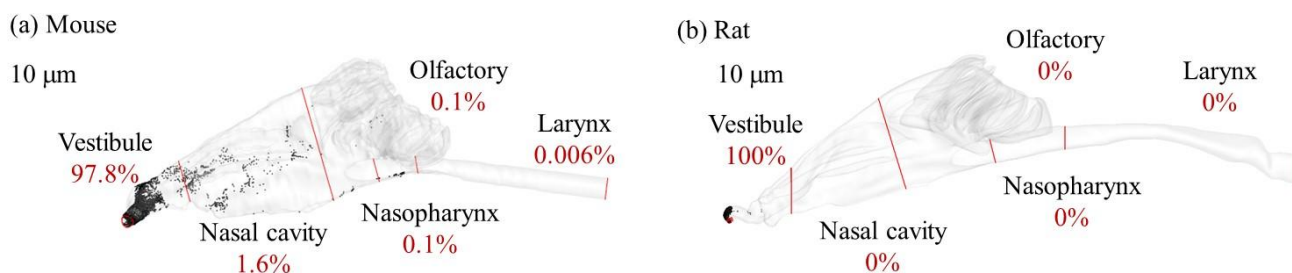 (a) Mouse
10 μm
Vestibule
97.8%
Nasal cavity
1.6%
Olfactory
0.1%
Nasopharynx
0.1%
Larynx
0.006%
(b) Rat
10 μm
Vestibule
100%
Nasal cavity
0%
Olfactory
0%
Nasopharynx
0%
Larynx
0%